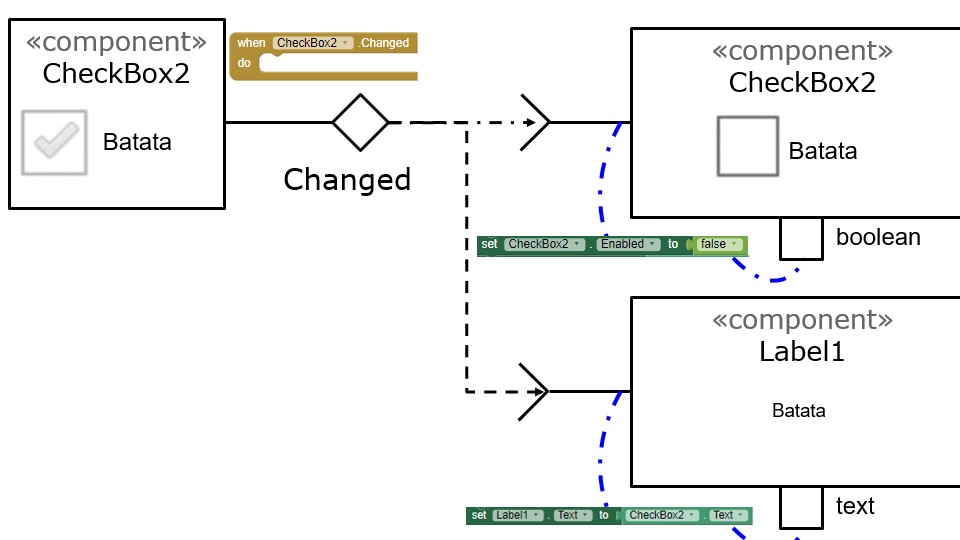 «component»
CheckBox2
Batata
when CheckBox2 .Changed
do
Changed
«component»
CheckBox2
Batata
set CheckBox2 . Enabled to false
boolean
«component»
Label1
Batata
set Label1 . Text to CheckBox2 . Text
text